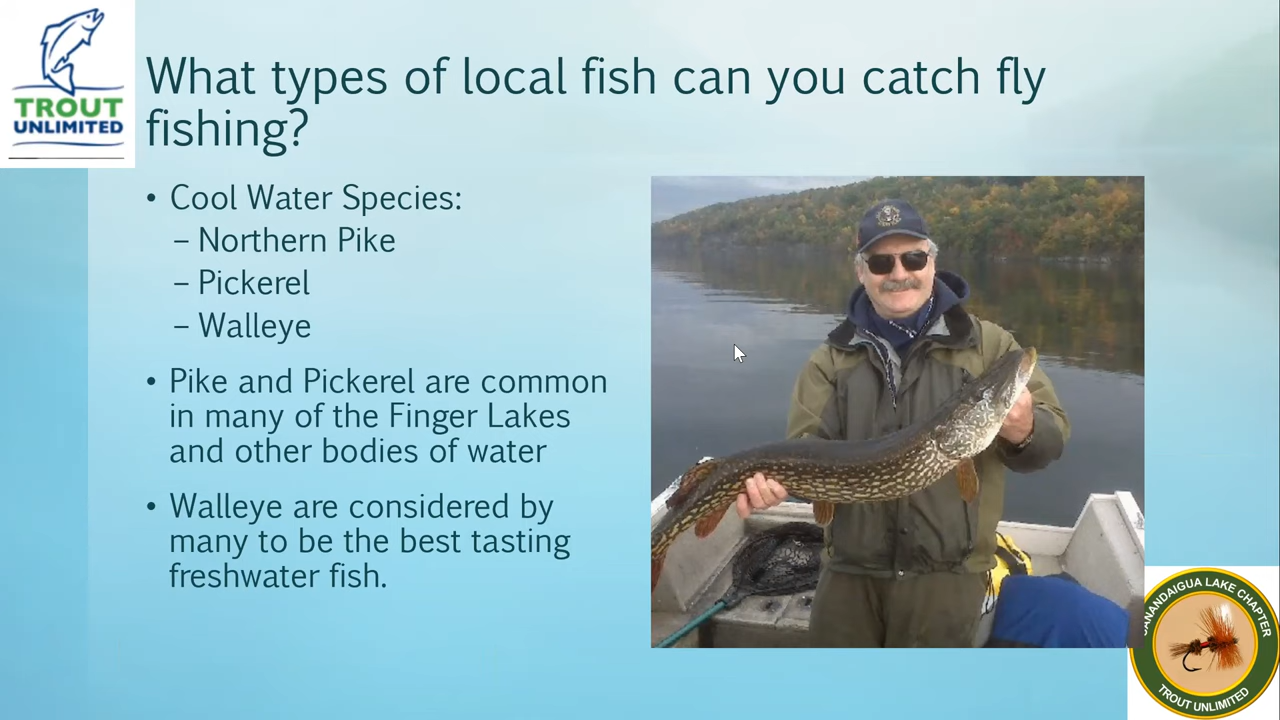 TROUT
UNLIMITED
What types of local fish can you catch fly
fishing?
• Cool Water Species:
– Northern Pike
– Pickerel
– Walleye
• Pike and Pickerel are common
in many of the Finger Lakes
and other bodies of water
• Walleye are considered by
many to be the best tasting
freshwater fish.
CANANDAIGUA LAKE CHAPTER
TROUT UNLIMITED